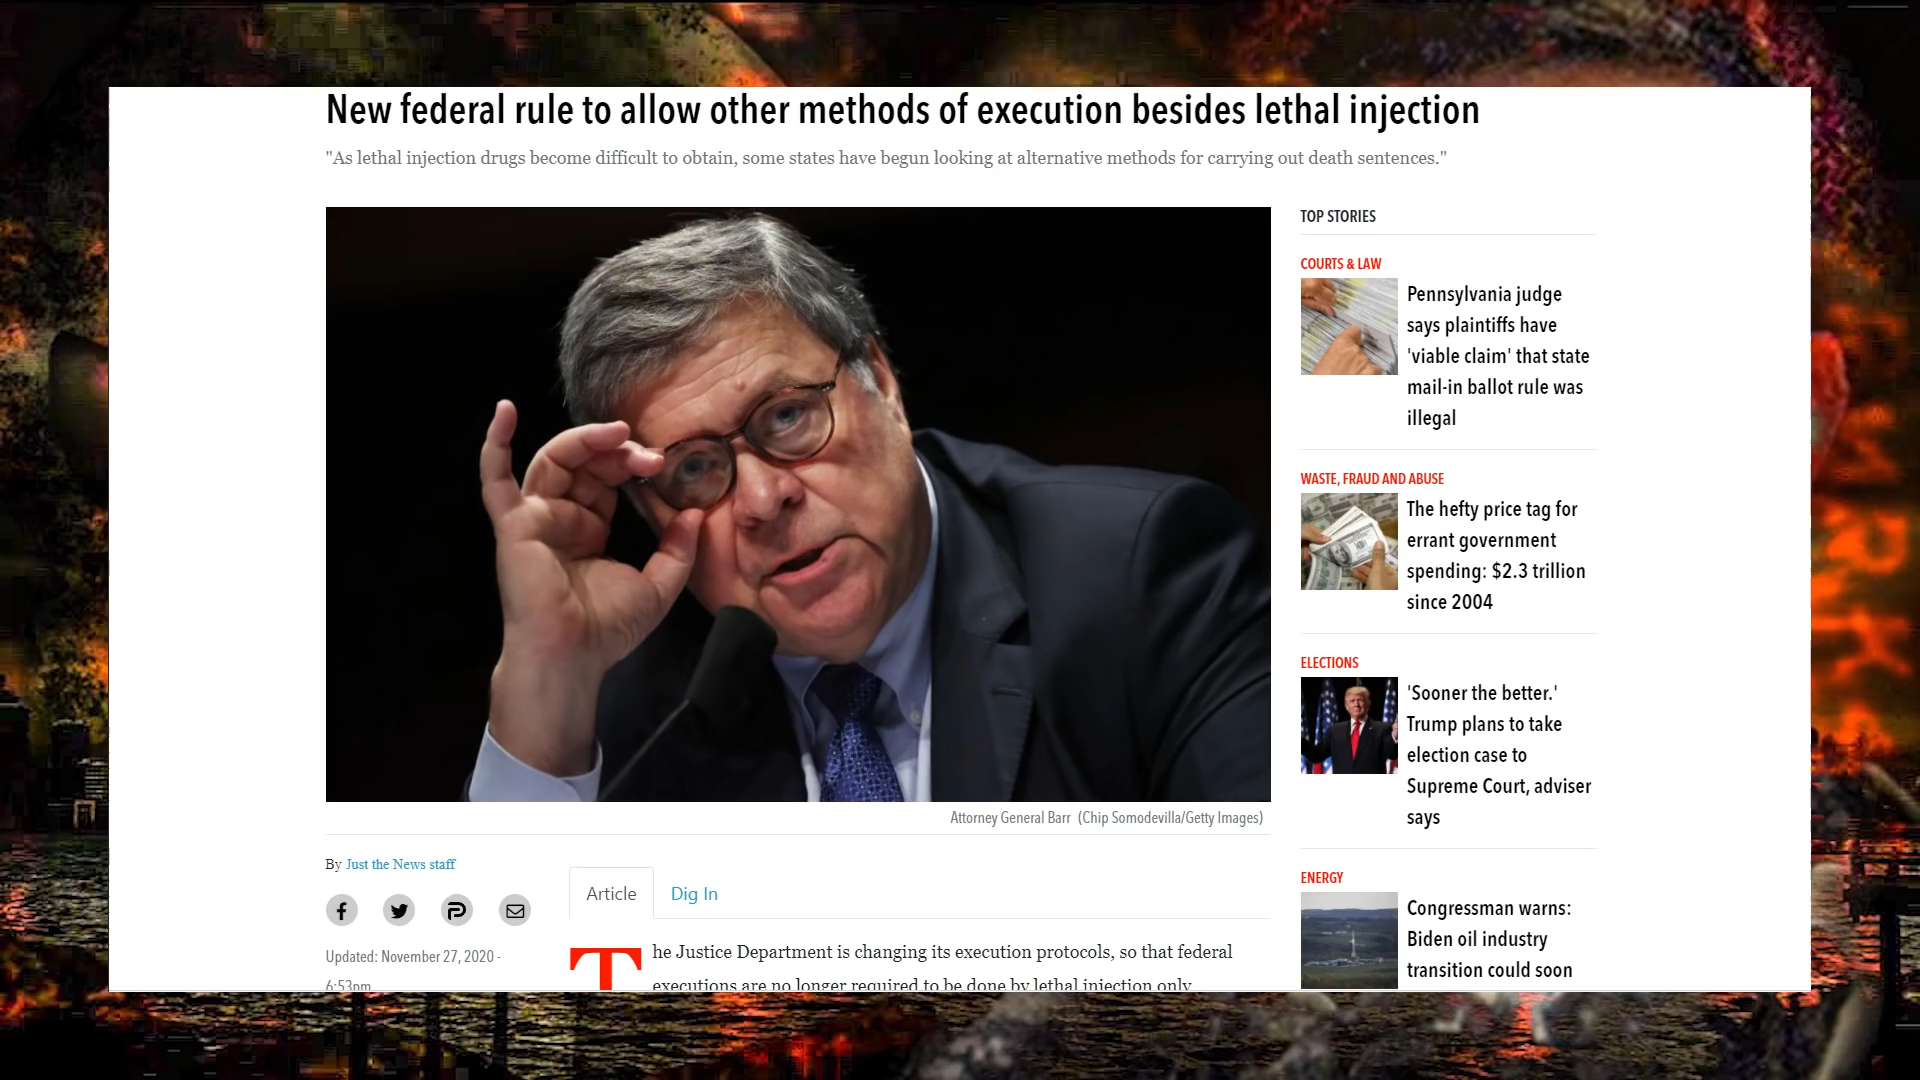 New federal rule to allow other methods of execution besides lethal injection
"As lethal injection drugs become difficult to obtain, some states have begun looking at alternative methods for carrying out death sentences."
Attorney General Barr (Chip Somodevilla/Getty Images)
By Just the News staff
Updated: November 27, 2020 -
6:53pm
Article
Dig In
The Justice Department is changing its execution protocols, so that federal
executions are no longer required to be done by lethal injection only
TOP STORIES
COURTS & LAW
Pennsylvania judge
says plaintiffs have
'viable claim' that state
mail-in ballot rule was
illegal
WASTE, FRAUD AND ABUSE
The hefty price tag for
errant government
spending: $2.3 trillion
since 2004
ELECTIONS
'Sooner the better.'
Trump plans to take
election case to
Supreme Court, adviser
says
ENERGY
Congressman warns:
Biden oil industry
transition could soon